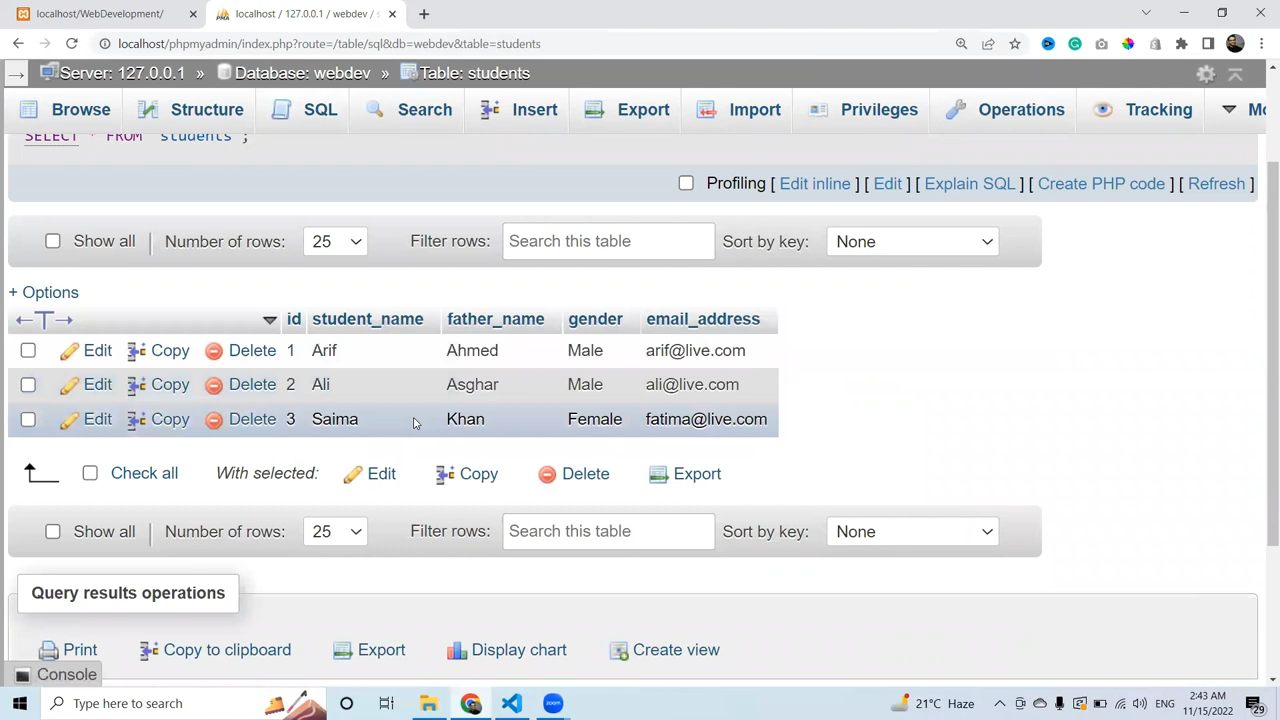 localhost/WebDevelopment/
localhost / 127.0.0.1 / webdev / s
localhost/phpmyadmin/index.php?route=/table/sql&db=webdev&table=students
Server: 127.0.0.1 » Database: webdev » Table: students
Browse Structure SQL Search Insert Export Import Privileges Operations Tracking Mo
SELECT * FROM `students`;
Profiling [ Edit inline ] [ Edit ] [ Explain SQL ] [ Create PHP code ] [ Refresh ]
Show all Number of rows: 25 Filter rows: Search this table Sort by key: None
+ Options
id student_name father_name gender email_address
Edit Copy Delete 1 Arif Ahmed Male arif@live.com
Edit Copy Delete 2 Ali Asghar Male ali@live.com
Edit Copy Delete 3 Saima Khan Female fatima@live.com
Check all With selected: Edit Copy Delete Export
Show all Number of rows: 25 Filter rows: Search this table Sort by key: None
Query results operations
Print Copy to clipboard Export Display chart Create view
Console
Type here to search zoom 21°C Haze ENG 2:43 AM
11/15/2022 29